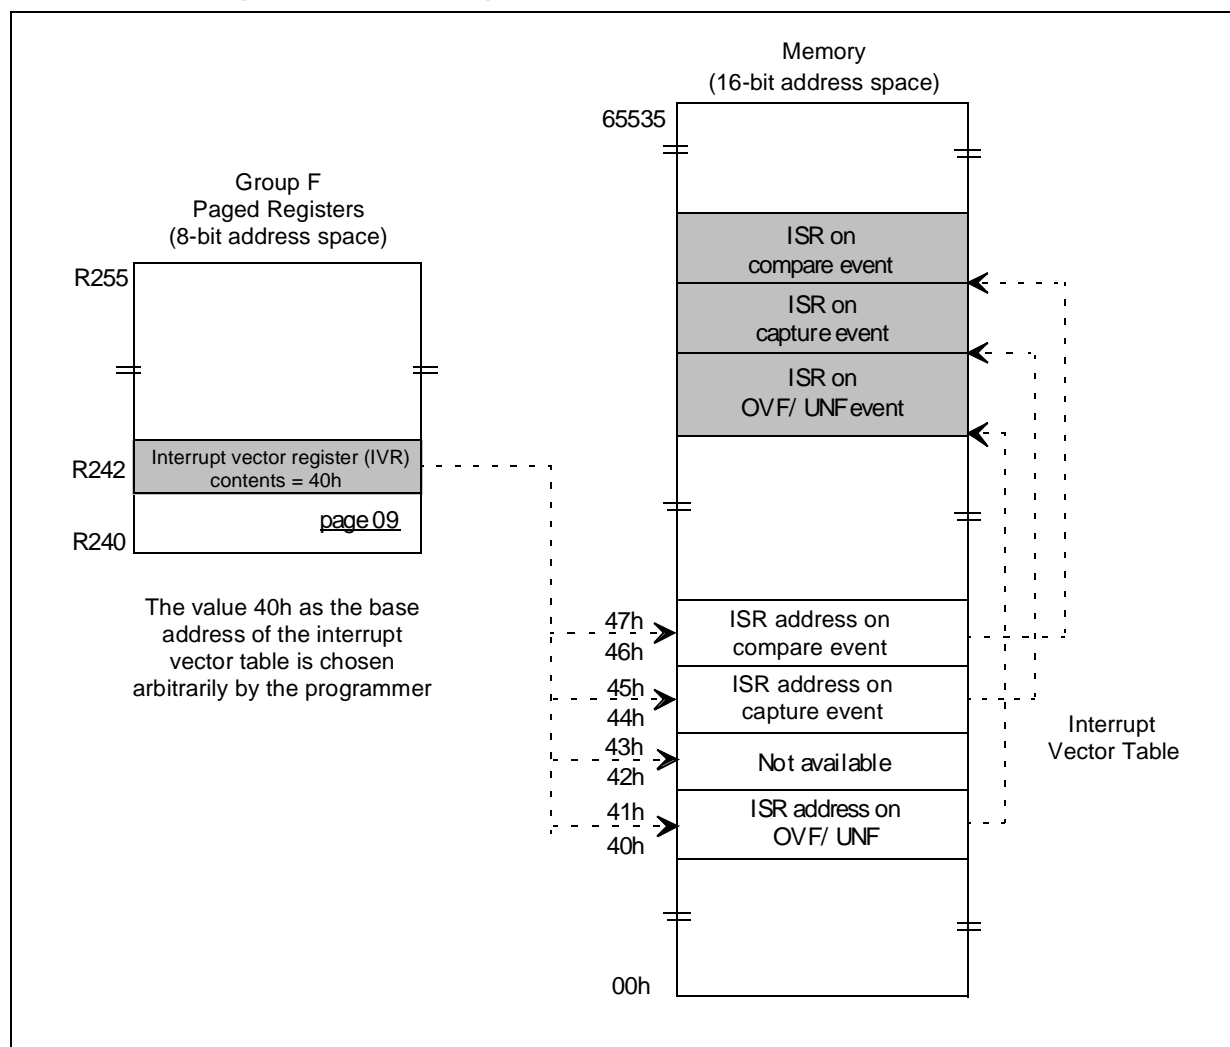 Memory
(16-bit address space)
65535
Group F
Paged Registers
(8-bit address space)
R255
ISR on
compare event
ISR on
capture event
ISR on
OVF/ UNF event
R242
Interrupt vector register (IVR)
contents = 40h
page 09
R240
The value 40h as the base
address of the interrupt
vector table is chosen
arbitrarily by the programmer
47h
46h
ISR address on
compare event
45h
44h
ISR address on
capture event
43h
42h
Not available
41h
40h
ISR address on
OVF/ UNF
Interrupt
Vector Table
00h